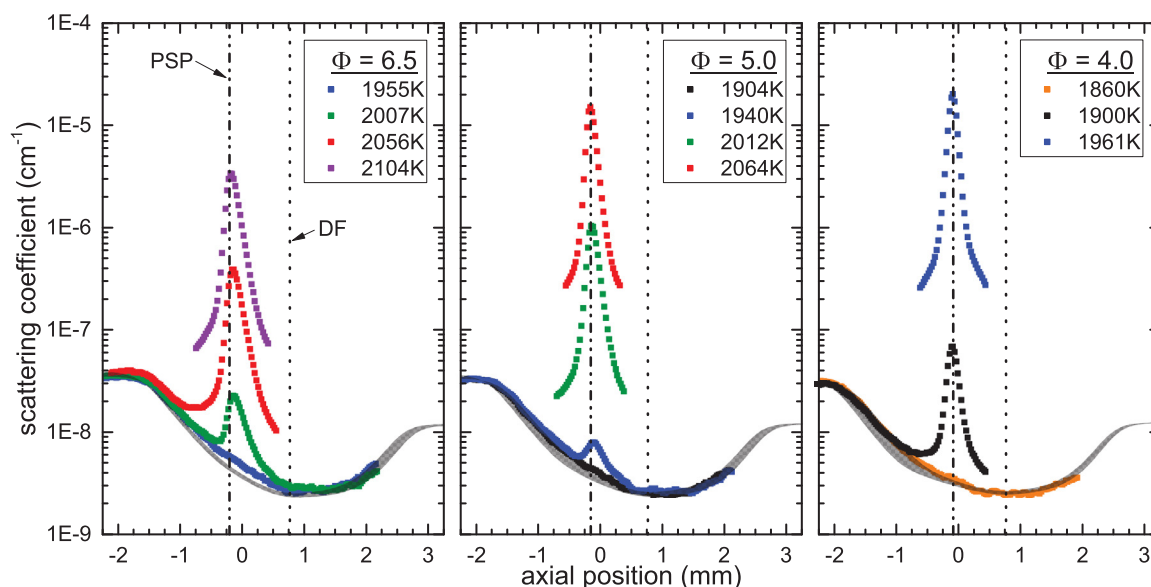 scattering coefficient (cm-1)
1E-4
1E-5
1E-6
1E-7
1E-8
1E-9
PSP
DF
Φ = 6.5
1955K
2007K
2056K
2104K
Φ = 5.0
1904K
1940K
2012K
2064K
Φ = 4.0
1860K
1900K
1961K
-2 -1 0 1 2 3
-2 -1 0 1 2 3
-2 -1 0 1 2 3
axial position (mm)